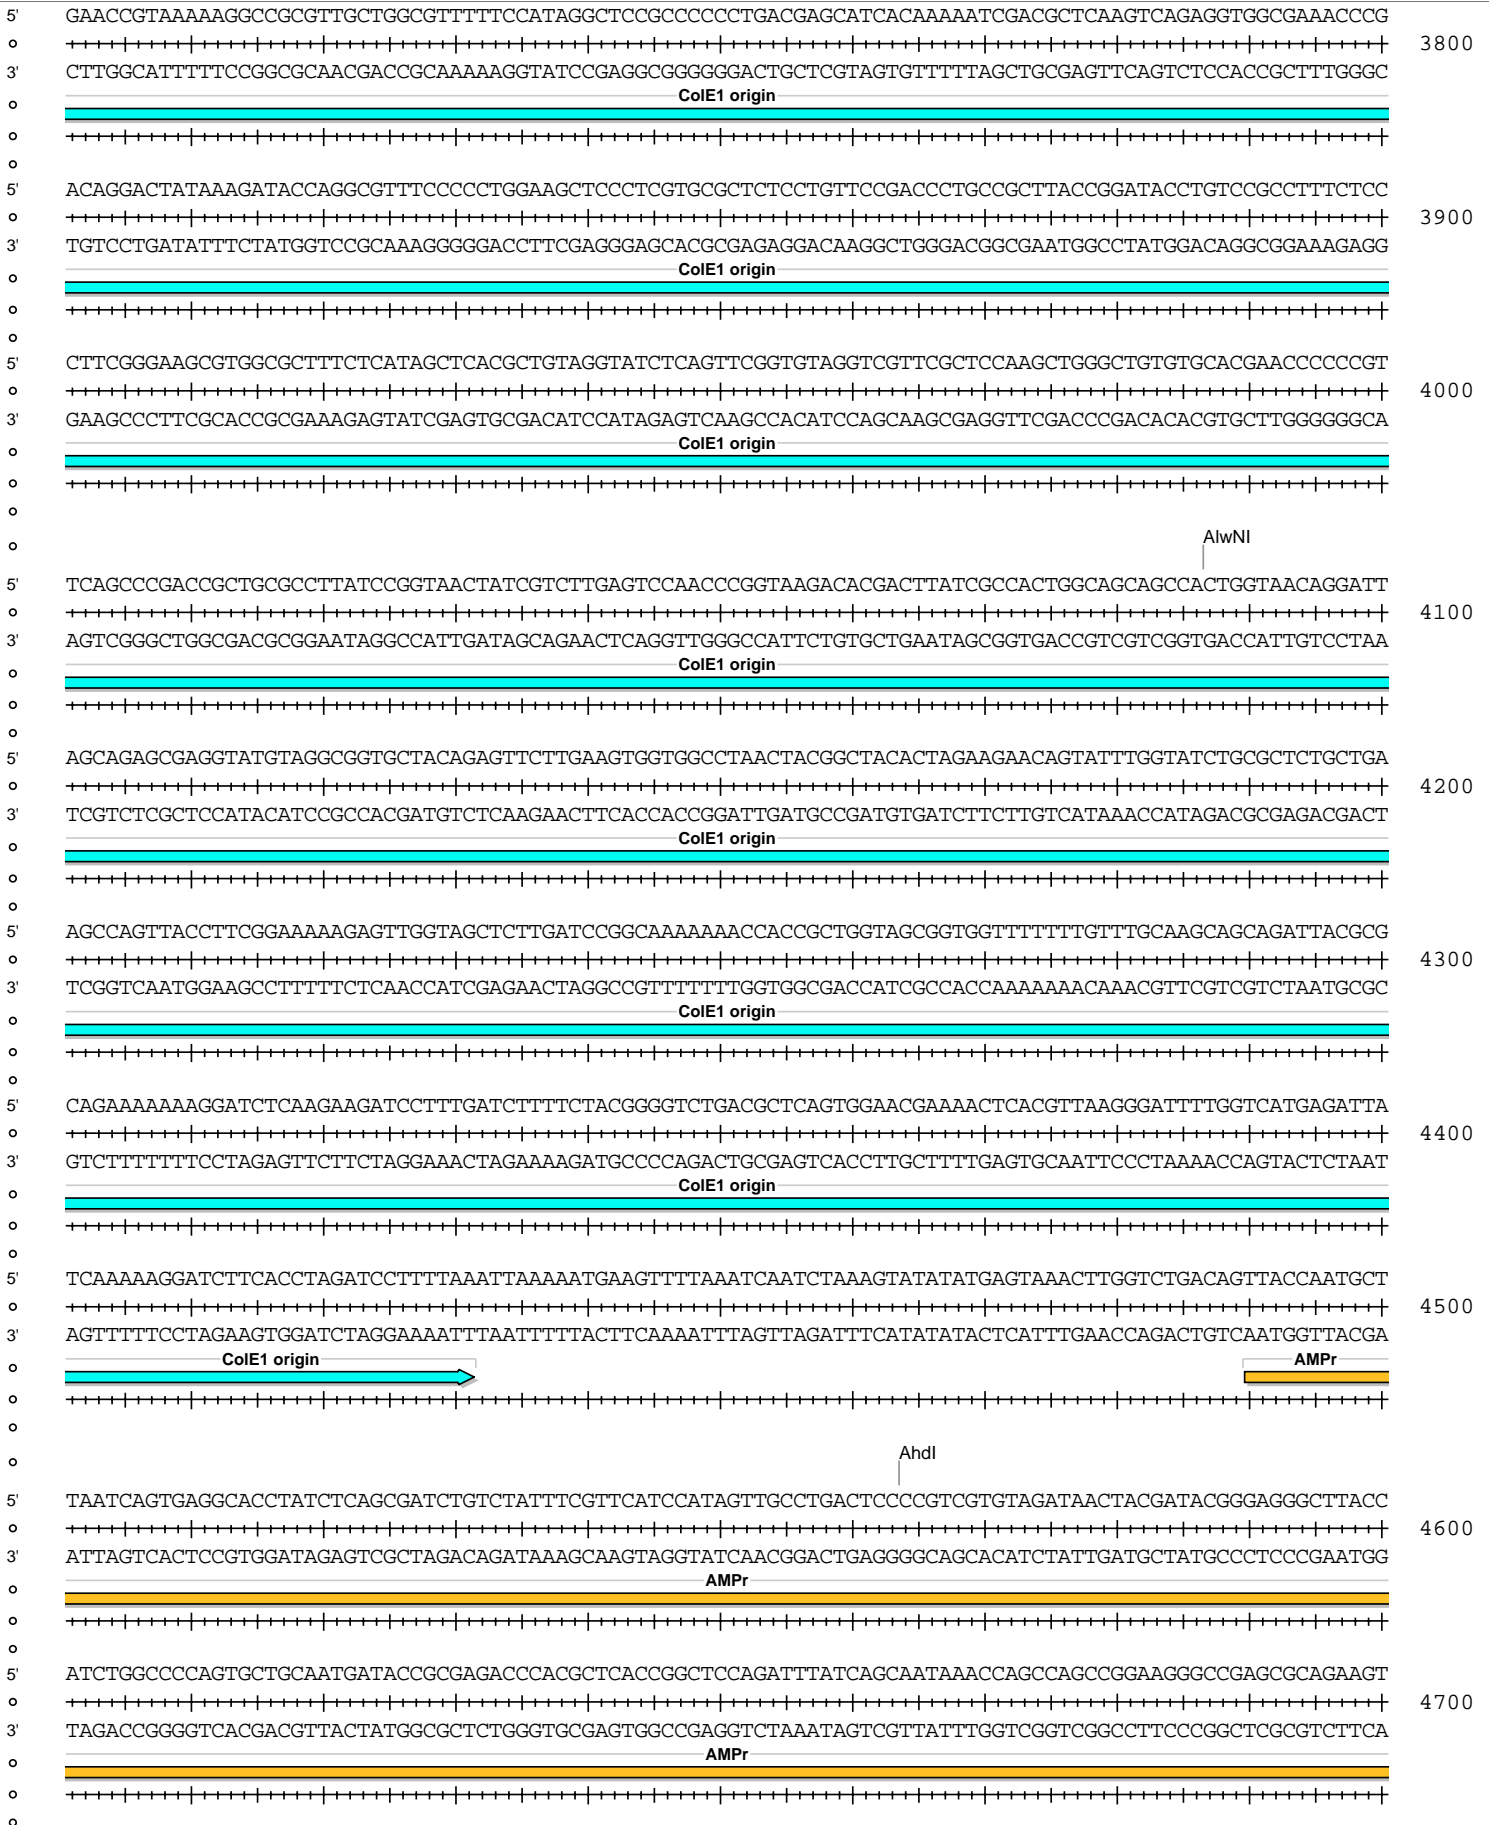 5' GAACCGTAAAAAGGCCGCGTTGCTGGCGTTTTTCCATAGGCTCCGCCCCCCTGACGAGCATCACAAAAATCGACGCTCAAGTCAGAGGTGGCGAAACCCG
3800
3' CTTGGCATTTTTCCGGCGCAACGACCGCAAAAAGGTATCCGAGGCGGGGGGACTGCTCGTAGTGTTTTTAGCTGCGAGTTCAGTCTCCACCGCTTTGGGC
ColE1 origin
5' ACAGGACTATAAAGATACCAGGCGTTTCCCCCTGGAAGCTCCCTCGTGCGCTCTCCTGTTCCGACCCTGCCGCTTACCGGATACCTGTCCGCCTTTCTCC
3900
3' TGTCCTGATATTTCTATGGTCCGCAAAGGGGGACCTTCGAGGGAGCACGCGAGAGGACAAGGCTGGGACGGCGAATGGCCTATGGACAGGCGGAAAGAGG
ColE1 origin
5' CTTCGGGAAGCGTGGCGCTTTCTCATAGCTCACGCTGTAGGTATCTCAGTTCGGTGTAGGTCGTTCGCTCCAAGCTGGGCTGTGTGCACGAACCCCCCGT
4000
3' GAAGCCCTTCGCACCGCGAAAGAGTATCGAGTGCGACATCCATAGAGTCAAGCCACATCCAGCAAGCGAGGTTCGACCCGACACACGTGCTTGGGGGGCA
ColE1 origin
AlwNI
5' TCAGCCCGACCGCTGCGCCTTATCCGGTAACTATCGTCTTGAGTCCAACCCGGTAAGACACGACTTATCGCCACTGGCAGCAGCCACTGGTAACAGGATT
4100
3' AGTCGGGCTGGCGACGCGGAATAGGCCATTGATAGCAGAACTCAGGTTGGGCCATTCTGTGCTGAATAGCGGTGACCGTCGTCGGTGACCATTGTCCTAA
ColE1 origin
5' AGCAGAGCGAGGTATGTAGGCGGTGCTACAGAGTTCTTGAAGTGGTGGCCTAACTACGGCTACACTAGAAGAACAGTATTTGGTATCTGCGCTCTGCTGA
4200
3' TCGTCTCGCTCCATACATCCGCCACGATGTCTCAAGAACTTCACCACCGGATTGATGCCGATGTGATCTTCTTGTCATAAACCATAGACGCGAGACGACT
ColE1 origin
5' AGCCAGTTACCTTCGGAAAAAGAGTTGGTAGCTCTTGATCCGGCAAAAAAACCACCGCTGGTAGCGGTGGTTTTTTTGTTTGCAAGCAGCAGATTACGCG
4300
3' TCGGTCAATGGAAGCCTTTTTCTCAACCATCGAGAACTAGGCCGTTTTTTTGGTGGCGACCATCGCCACCAAAAAAACAAACGTTCGTCGTCTAATGCGC
ColE1 origin
5' CAGAAAAAAAGGATCTCAAGAAGATCCTTTGATCTTTTCTACGGGGTCTGACGCTCAGTGGAACGAAAACTCACGTTAAGGGATTTTGGTCATGAGATTA
4400
3' GTCTTTTTTTCCTAGAGTTCTTCTAGGAAACTAGAAAAGATGCCCCAGACTGCGAGTCACCTTGCTTTTGAGTGCAATTCCCTAAAACCAGTACTCTAAT
ColE1 origin
5' TCAAAAAGGATCTTCACCTAGATCCTTTTAAATTAAAAATGAAGTTTTAAATCAATCTAAAGTATATATGAGTAAACTTGGTCTGACAGTTACCAATGCT
4500
3' AGTTTTTCCTAGAAGTGGATCTAGGAAAATTTAATTTTTACTTCAAAATTTAGTTAGATTTCATATATACTCATTTGAACCAGACTGTCAATGGTTACGA
ColE1 origin AMPr
AhdI
5' TAATCAGTGAGGCACCTATCTCAGCGATCTGTCTATTTCGTTCATCCATAGTTGCCTGACTCCCCGTCGTGTAGATAACTACGATACGGGAGGGCTTACC
4600
3' ATTAGTCACTCCGTGGATAGAGTCGCTAGACAGATAAAGCAAGTAGGTATCAACGGACTGAGGGGCAGCACATCTATTGATGCTATGCCCTCCCGAATGG
AMPr
5' ATCTGGCCCCAGTGCTGCAATGATACCGCGAGACCCACGCTCACCGGCTCCAGATTTATCAGCAATAAACCAGCCAGCCGGAAGGGCCGAGCGCAGAAGT
4700
3' TAGACCGGGGTCACGACGTTACTATGGCGCTCTGGGTGCGAGTGGCCGAGGTCTAAATAGTCGTTATTTGGTCGGTCGGCCTTCCCGGCTCGCGTCTTCA
AMPr